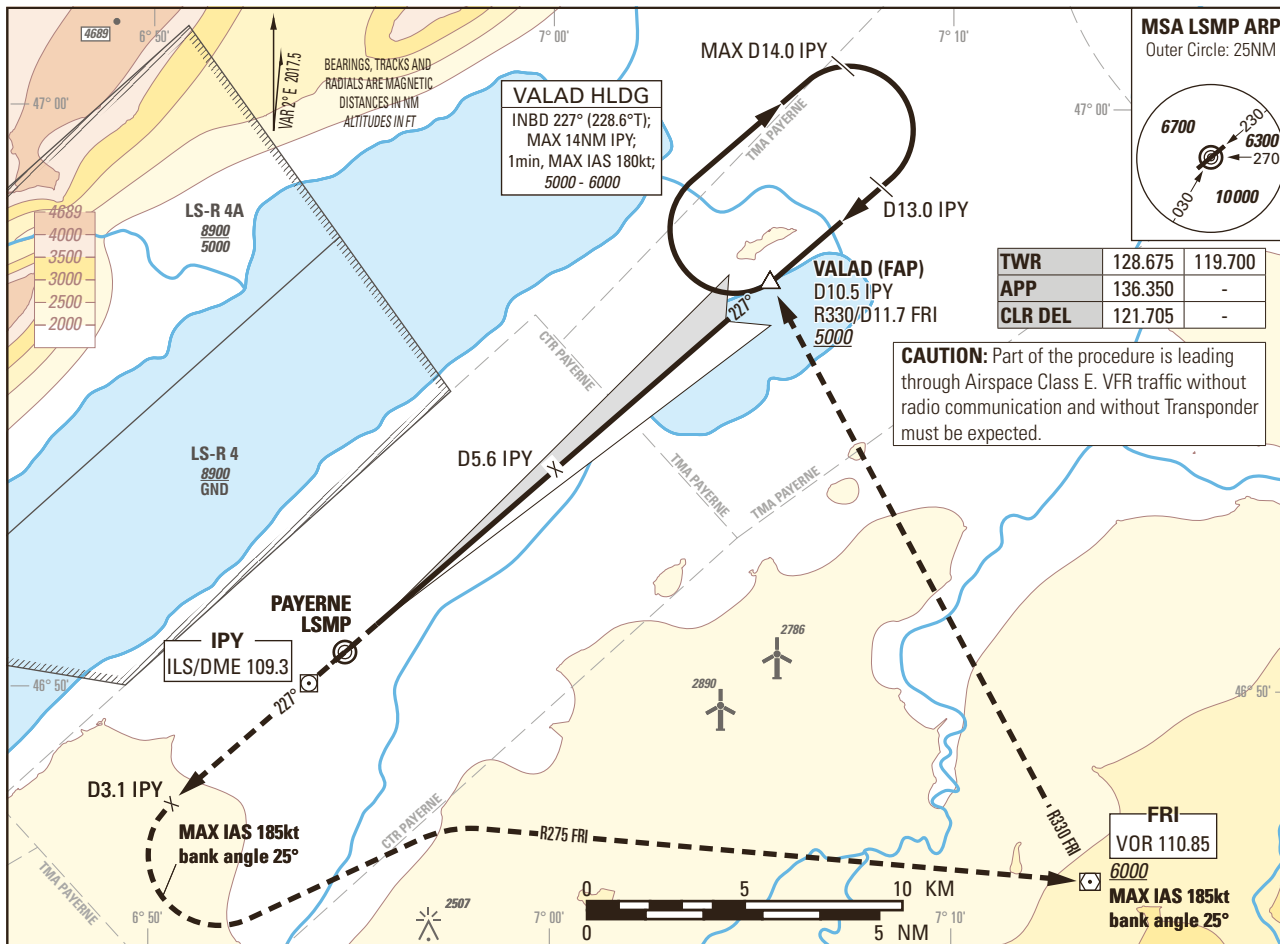 4689
6° 50'
7° 00'
7° 10'
VAR 2° E 2017.5
BEARINGS, TRACKS AND
RADIALS ARE MAGNETIC
DISTANCES IN NM
ALTITUDES IN FT
47° 00'
VALAD HLDG
INBD 227° (228.6°T);
MAX 14NM IPY;
1min, MAX IAS 180kt;
5000 - 6000
MAX D14.0 IPY
TMA PAYERNE
47° 00'
MSA LSMP ARP
Outer Circle: 25NM
6700
230
6300
270
030
10000
LS-R 4A
8900
5000
4689
4000
3500
3000
2500
2000
D13.0 IPY
VALAD (FAP)
D10.5 IPY
R330/D11.7 FRI
5000
227°
TWR 128.675 119.700
APP 136.350 -
CLR DEL 121.705 -
CAUTION: Part of the procedure is leading
through Airspace Class E. VFR traffic without
radio communication and without Transponder
must be expected.
CTR PAYERNE
LS-R 4
8900
GND
D5.6 IPY
TMA PAYERNE
TMA PAYERNE
PAYERNE
LSMP
IPY
ILS/DME 109.3
227°
46° 50'
46° 50'
2786
2890
D3.1 IPY
MAX IAS 185kt
bank angle 25°
CTR PAYERNE
R275 FRI
R330 FRI
FRI
VOR 110.85
6000
MAX IAS 185kt
bank angle 25°
TMA PAYERNE
2507
0 5 10 KM
0 5 NM
6° 50'
7° 00'
7° 10'